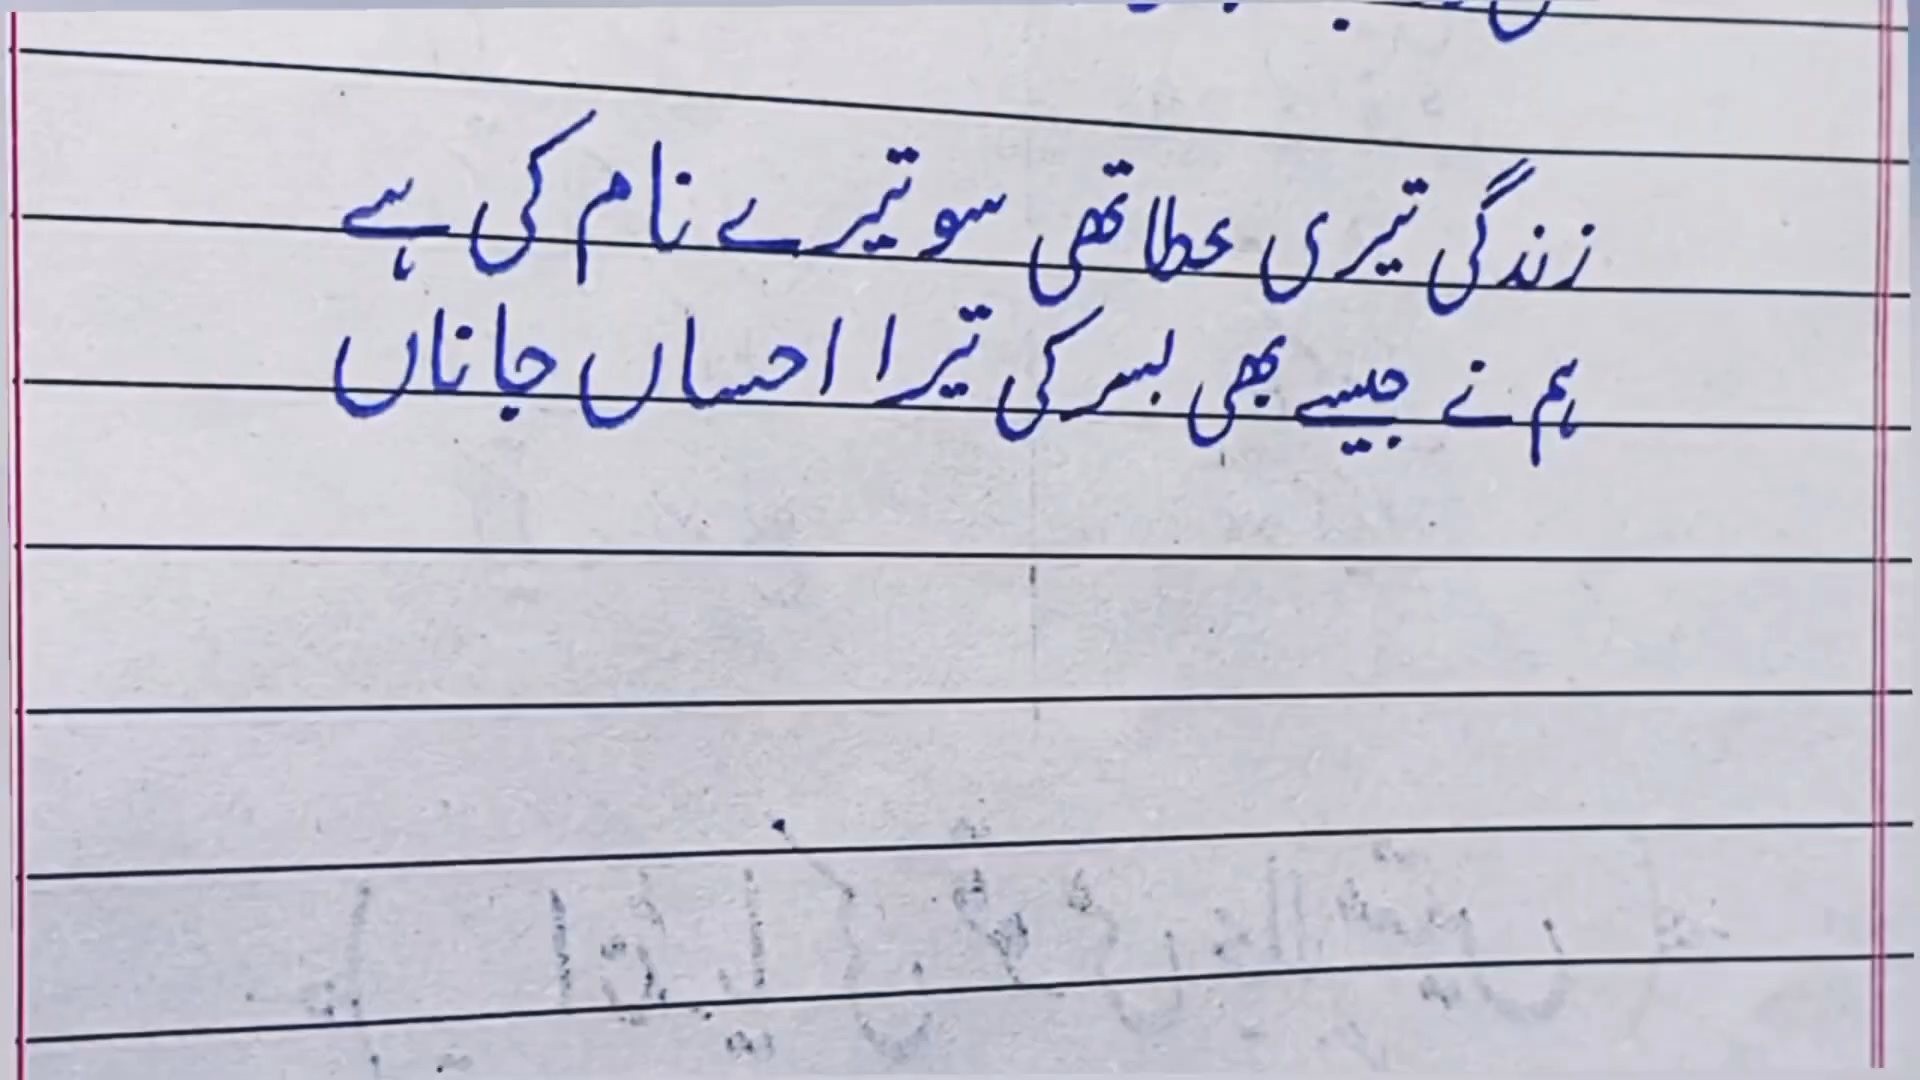 زندگی تیری عطا تھی سو تیرے نام کی ہے
ہم نے جیسے بھی بسر کی تیرا احساں جاناں